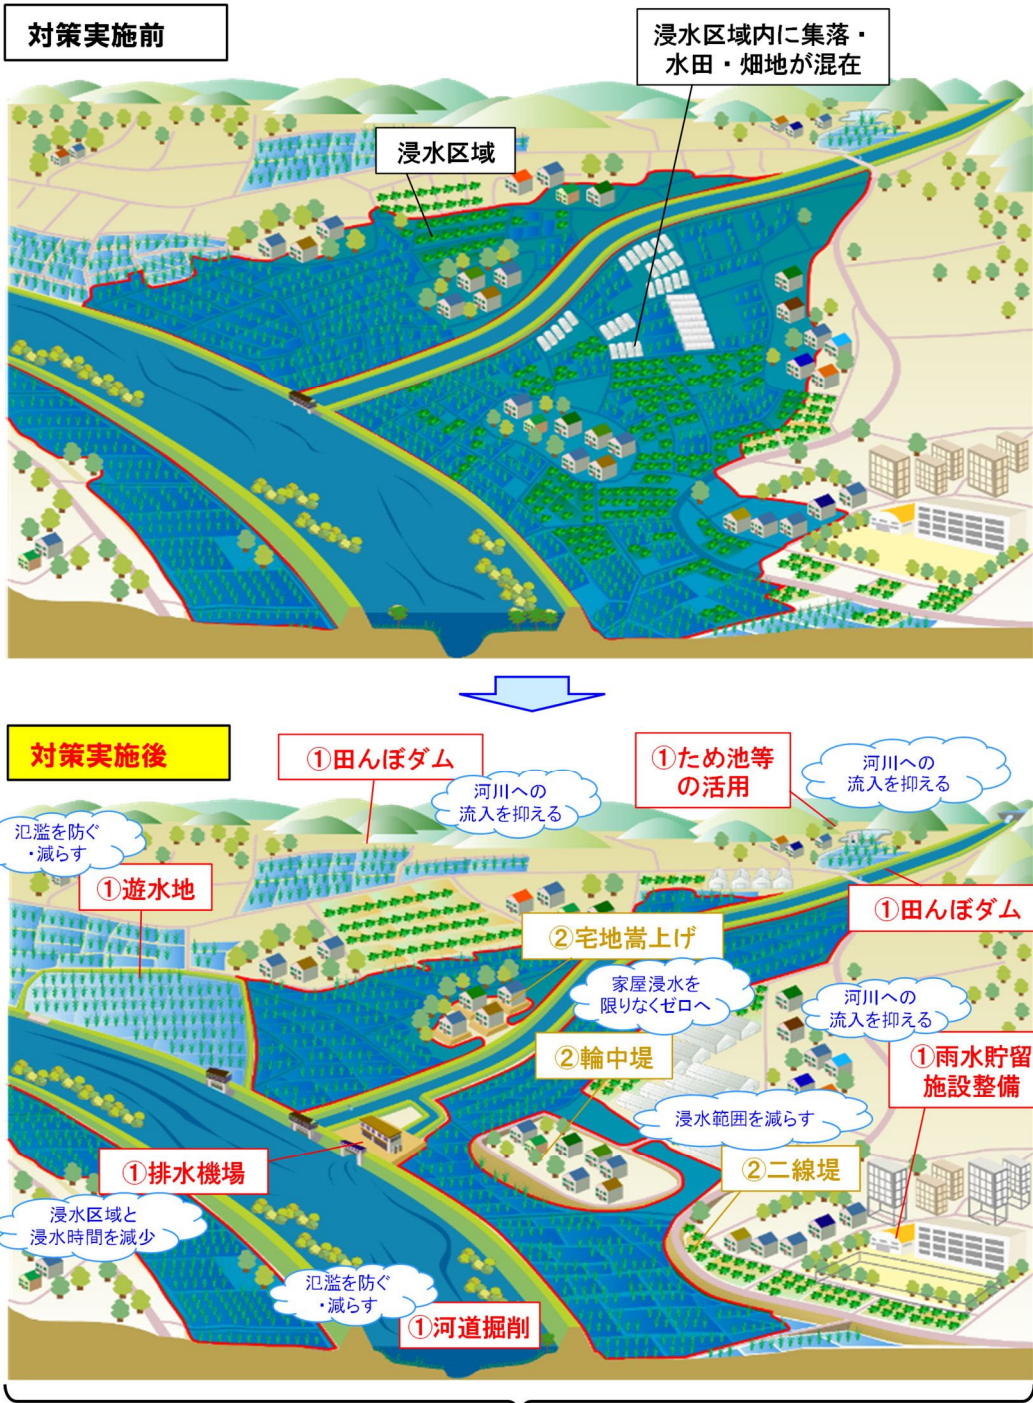 対策実施前
浸水区域内に集落・
水田・畑地が混在
浸水区域
対策実施後
①田んぼダム
河川への
流入を抑える
①ため池等
の活用
河川への
流入を抑える
氾濫を防ぐ
・減らす
①遊水地
①田んぼダム
②宅地嵩上げ
家屋浸水を
限りなくゼロへ
河川への
流入を抑える
②輪中堤
①雨水貯留
施設整備
浸水範囲を減らす
①排水機場
②二線堤
浸水区域と
浸水時間を減少
氾濫を防ぐ
・減らす
①河道掘削